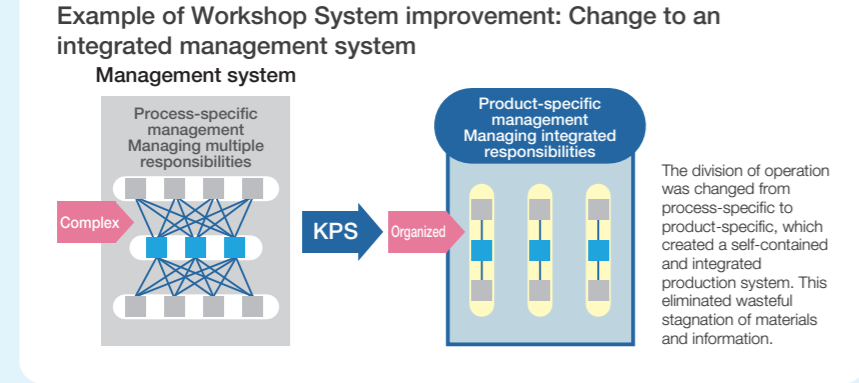 Example of Workshop System improvement: Change to an
integrated management system
Management system
Process-specific
management
Managing multiple
responsibilities
Complex
KPS
Organized
Product-specific
management
Managing integrated
responsibilities
The division of operation
was changed from
process-specific to
product-specific, which
created a self-contained
and integrated
production system. This
eliminated wasteful
stagnation of materials
and information.